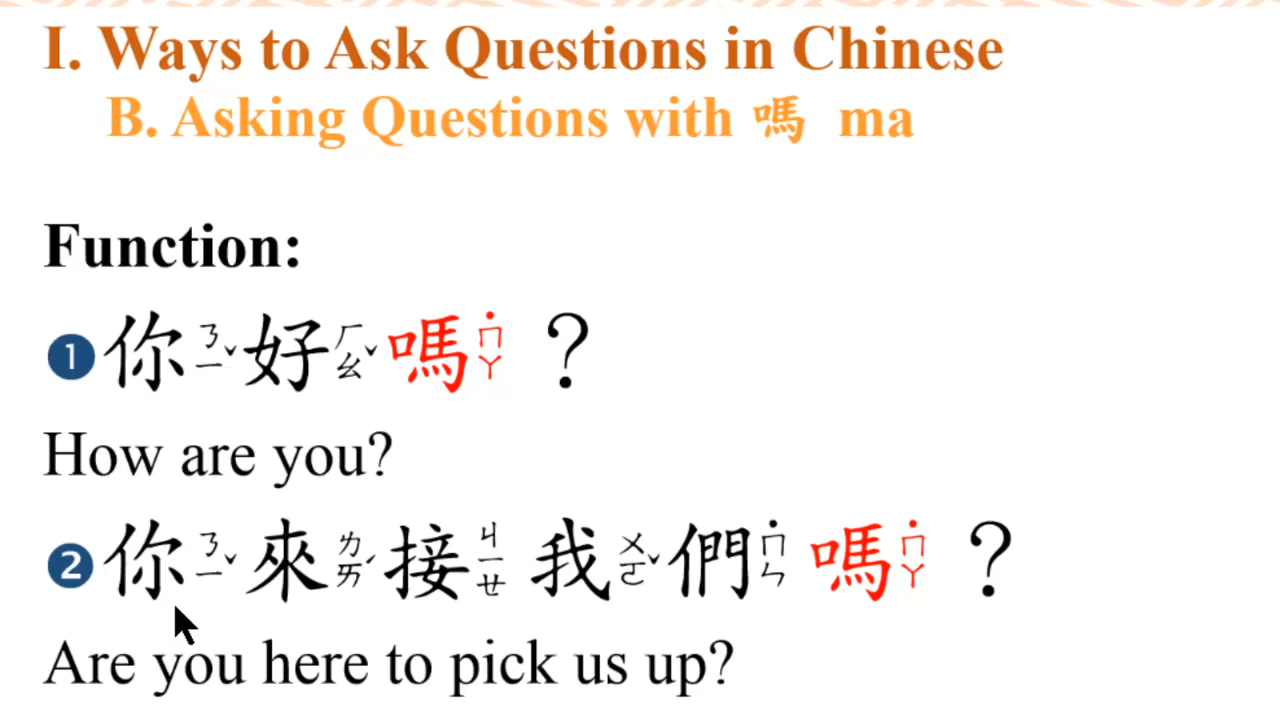 I. Ways to Ask Questions in Chinese
B. Asking Questions with 嗎 ma
Function:
❶你ㄋㄧˇ好ㄏㄠˇ嗎˙ㄇㄚ？
How are you?
❷你ㄋㄧˇ來ㄌㄞˊ接ㄐㄧㄝ我ㄨㄛˇ們˙ㄇㄣ嗎˙ㄇㄚ？
Are you here to pick us up?